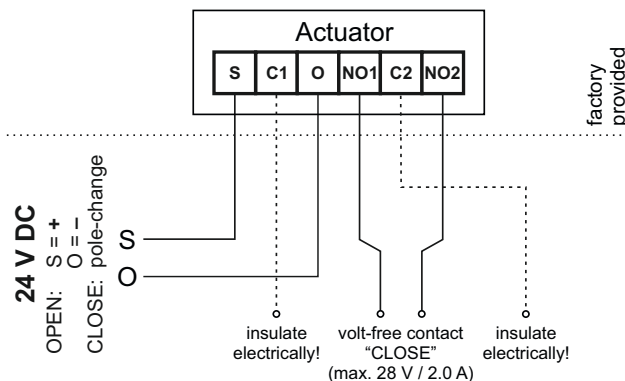 Actuator
S C1 O NO1 C2 NO2
factory
provided
24 V DC
OPEN: S = +
O = –
CLOSE: pole-change
S
O
insulate
electrically!
volt-free contact
“CLOSE”
(max. 28 V / 2.0 A)
insulate
electrically!